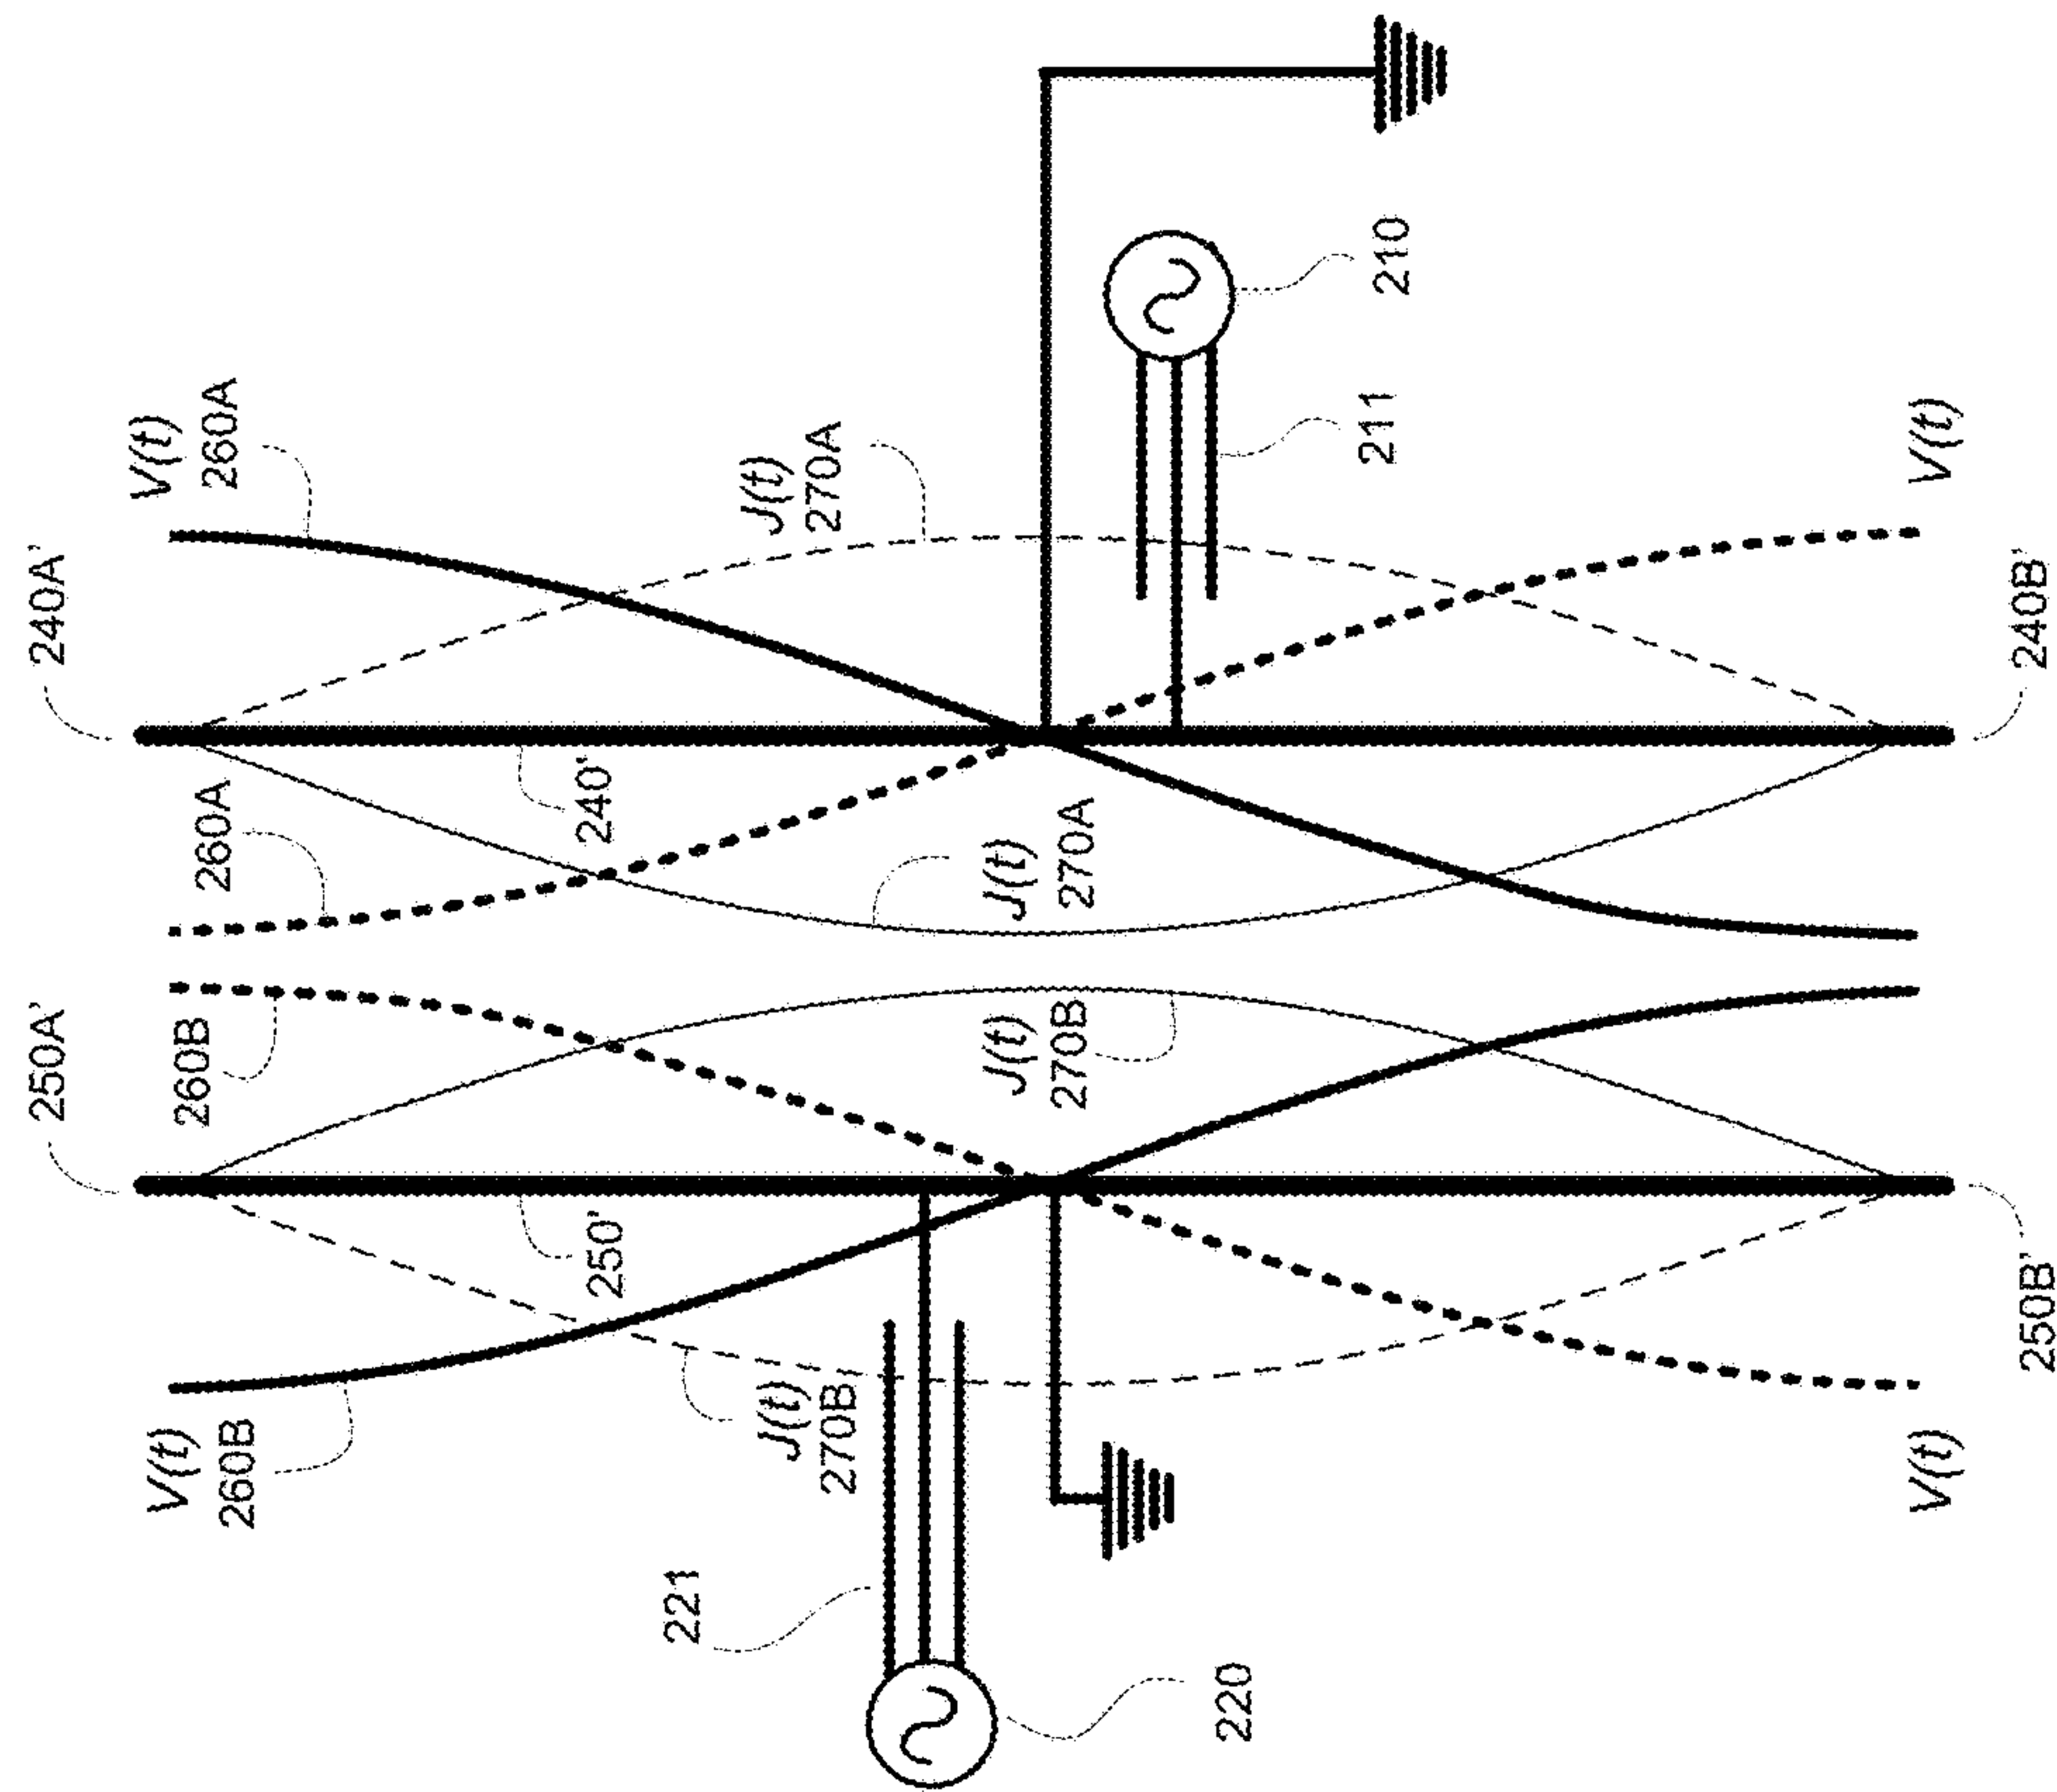 250A'
240A'
V(t)
260B
V(t)
260A
260B
260A
250'
240'
221
J(t)
270B
J(t)
270A
J(t)
270B
J(t)
270A
220
211
210
V(t)
V(t)
250B'
240B'